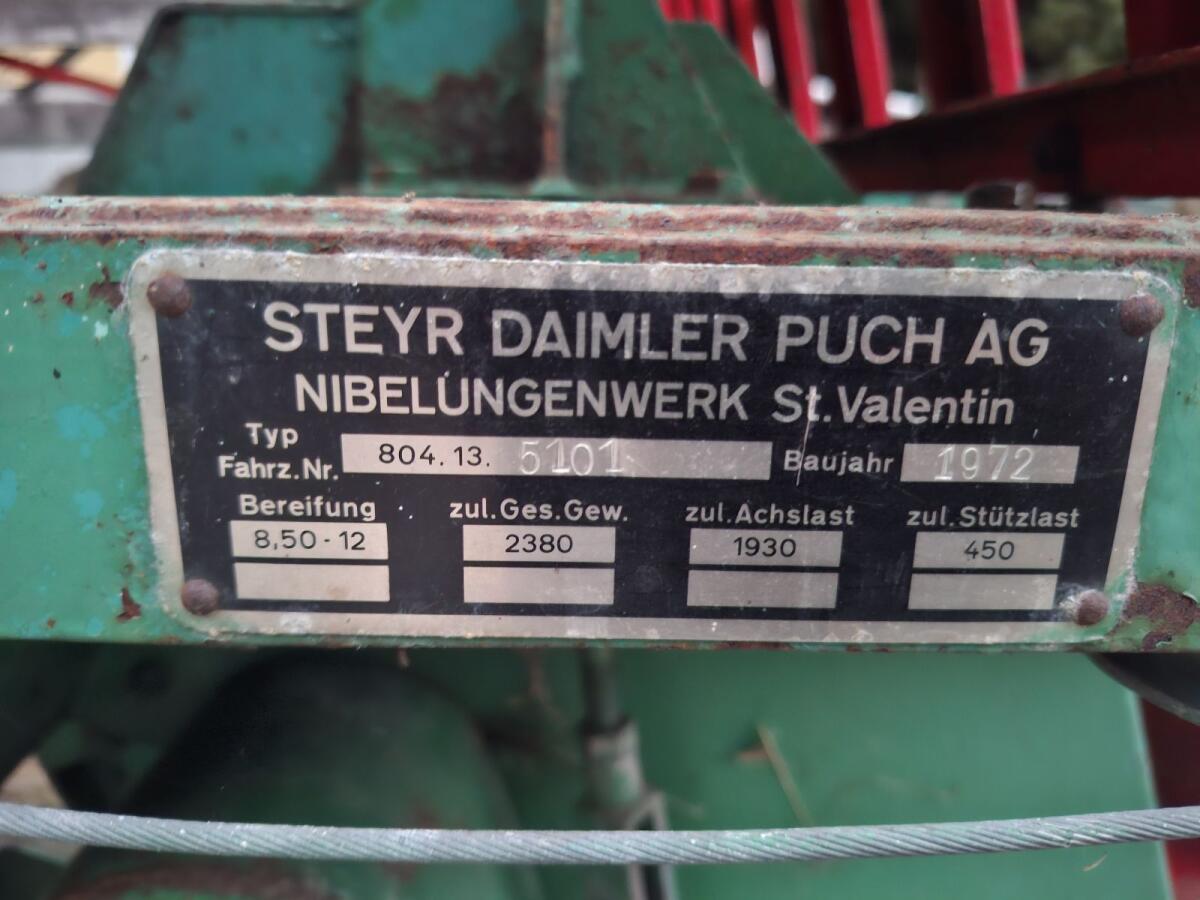 STEYR DAIMLER PUCH AG
NIBELUNGENWERK St. Valentin
Typ
Fahrz.Nr. 804.13. 5101 Baujahr 1972
Bereifung zul.Ges.Gew. zul.Achslast zul.Stützlast
8,50-12 2380 1930 450